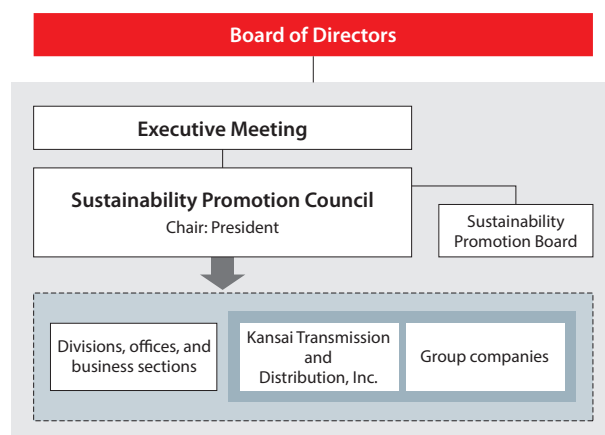 Board of Directors
Executive Meeting
Sustainability Promotion Council
Chair: President
Sustainability
Promotion Board
Divisions, offices, and
business sections
Kansai Transmission
and
Distribution, Inc.
Group companies